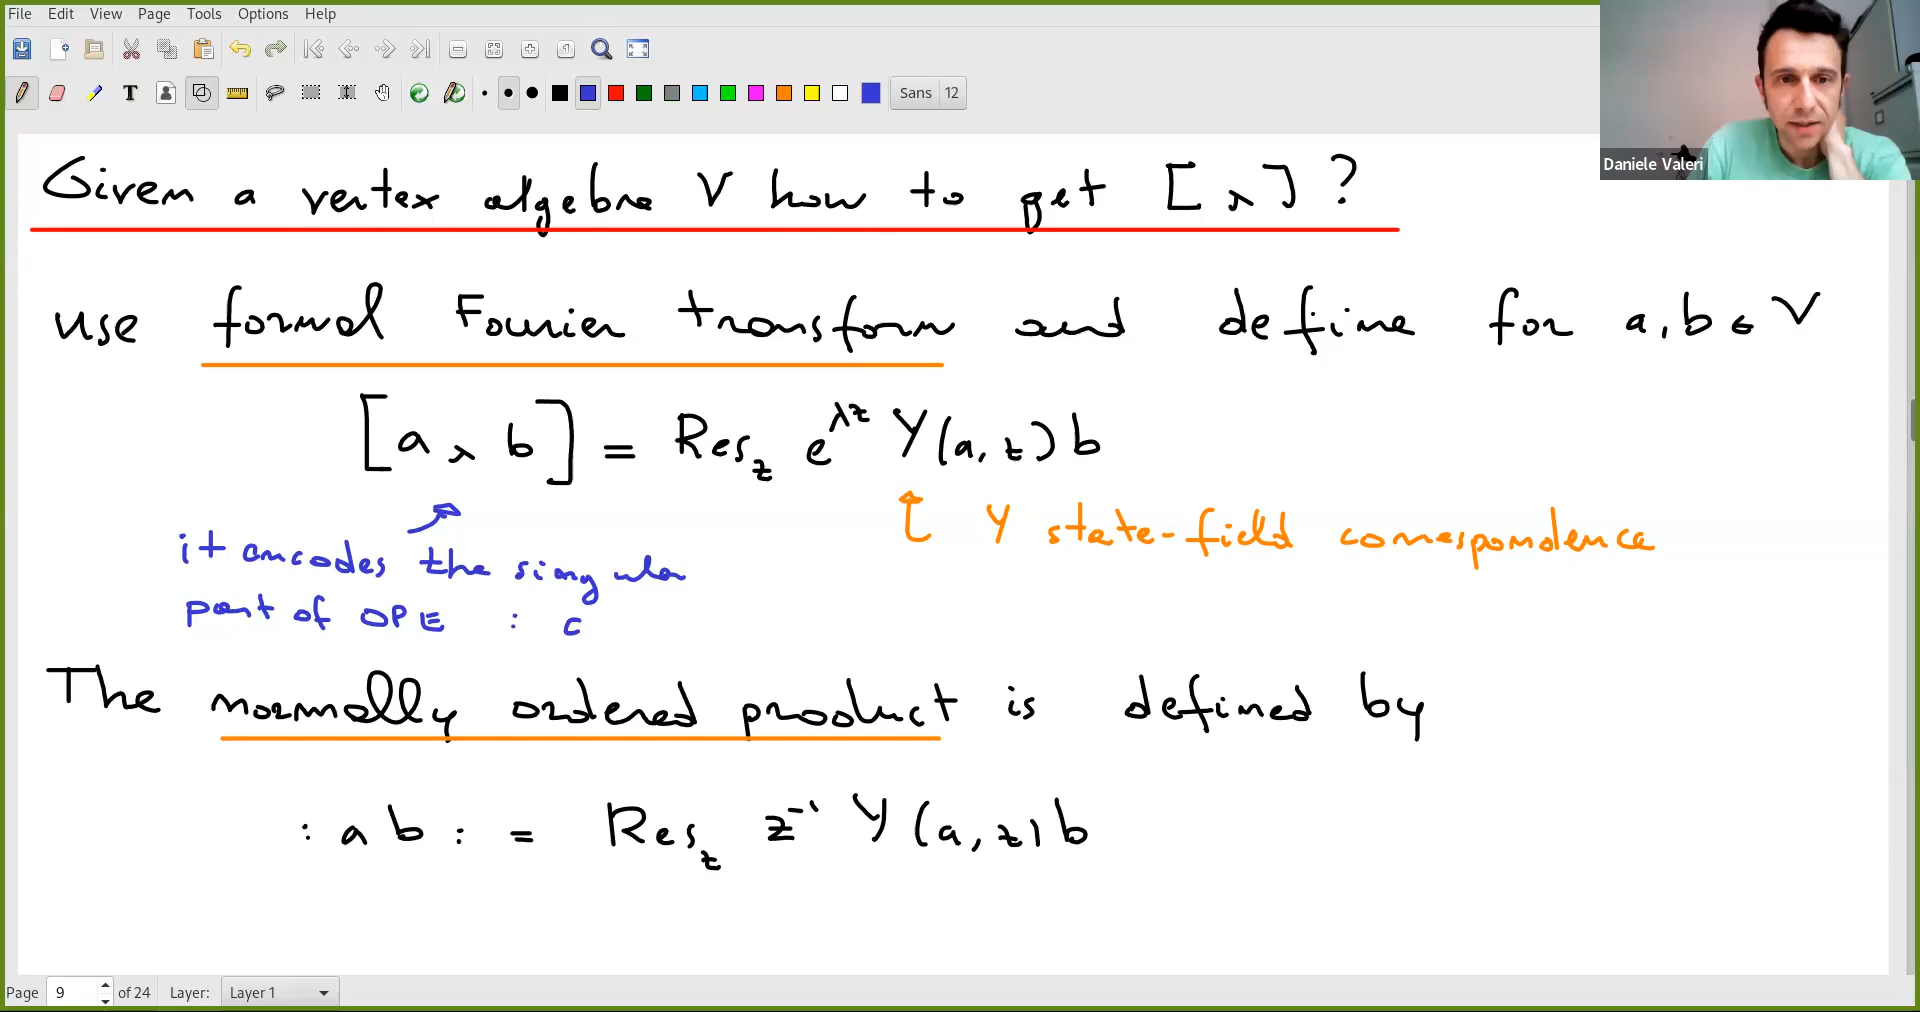 File Edit View Page Tools Options Help
Sans 12
Daniele Valeri
Given a vertex algebra V how to get [ λ ] ?
use formal Fourier transform and define for a, b ∈ V
[a λ b] = Res_z e^{λz} Y(a, z) b
Y state-field correspondence
it encodes the singular
part of OPE : c
The normally ordered product is defined by
: a b : = Res_z z^{-1} Y(a, z) b
Page 9 of 24 Layer: Layer 1